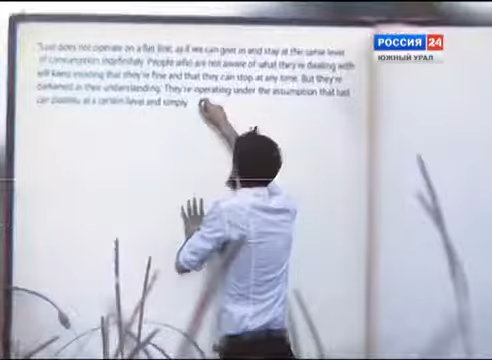 "Lust does not operate on a flat line, as if we can give in and stay at the same level
of consumption indefinitely. People who are not aware of what they're dealing with
will keep insisting that they're fine and that they can stop at any time. But they're
darkened in their understanding. They're operating under the assumption that lust
can plateau at a certain level and simply
РОССИЯ 24
ЮЖНЫЙ УРАЛ